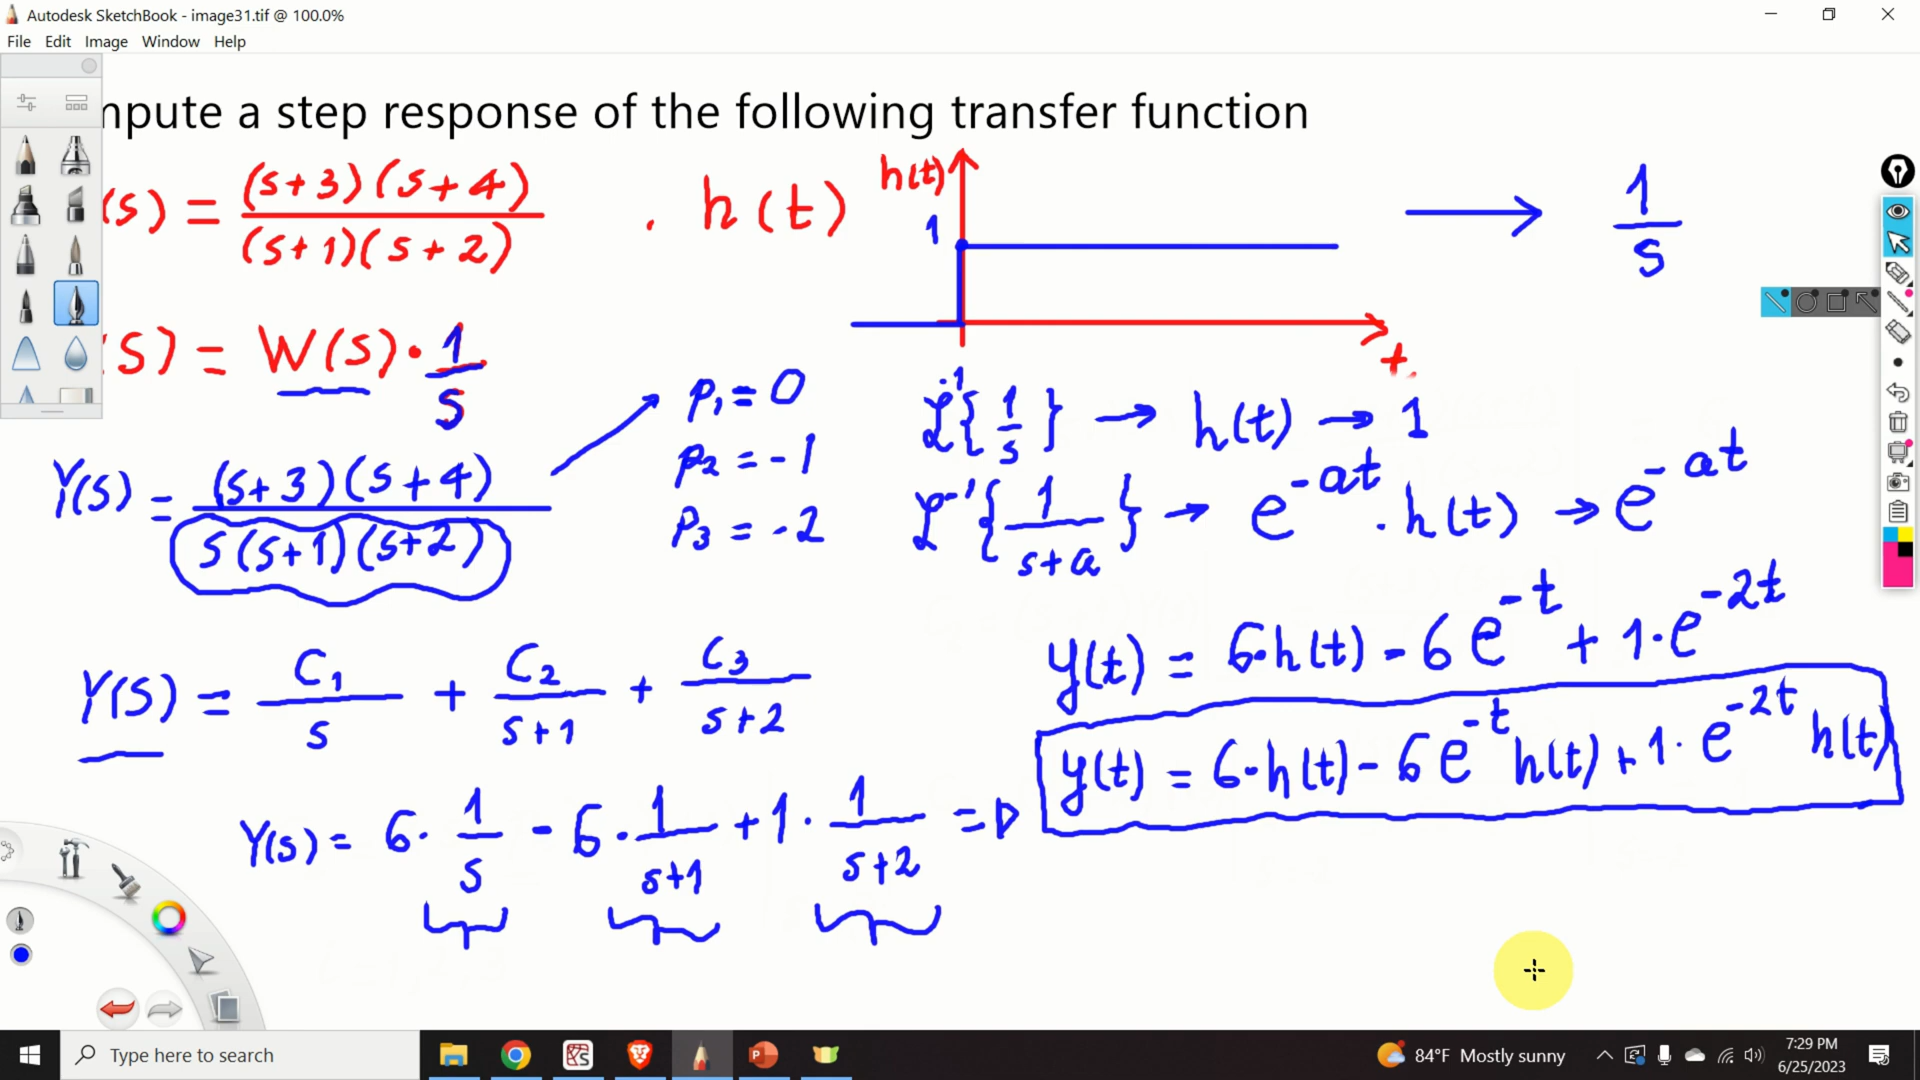 Autodesk SketchBook - image31.tif @ 100.0%
File Edit Image Window Help
mpute a step response of the following transfer function
(s) = (s+3)(s+4) / (s+1)(s+2)
. h(t)
h(t)
1
t
1/s
(s) = W(s) · 1/s
p₁ = 0
p₂ = -1
p₃ = -2
ℒ⁻¹{1/s} → h(t) → 1
ℒ⁻¹{1/(s+a)} → e^(-at) . h(t) → e^(-at)
Y(s) = (s+3)(s+4) / s(s+1)(s+2)
Y(s) = C₁/s + C₂/(s+1) + C₃/(s+2)
y(t) = 6·h(t) - 6e^(-t) + 1·e^(-2t)
y(t) = 6·h(t) - 6e^(-t) h(t) + 1· e^(-2t) h(t)
Y(s) = 6· 1/s - 6· 1/(s+1) + 1· 1/(s+2) =D
Type here to search
84°F Mostly sunny
7:29 PM
6/25/2023